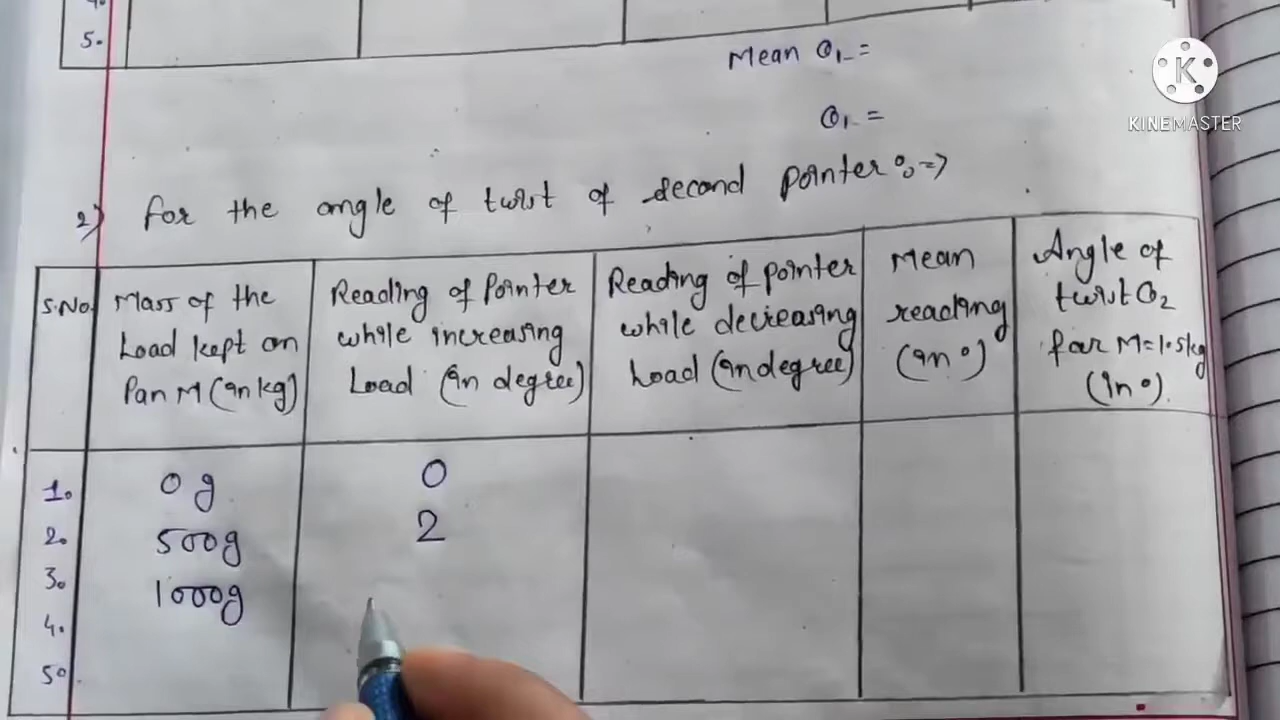 5.
Mean θ₁ =
θ₁ =
KINEMASTER
2) for the angle of twist of second pointer :⇒
S.No. Mass of the Load kept on Pan M (in kg) Reading of Pointer while increasing Load (in degree) Reading of pointer while decreasing Load (in degree) Mean reading (in °) Angle of twist θ₂ for M=1.5kg (in °).
1. 0 g 0
2. 500g 2
3. 1000g
4.
5.